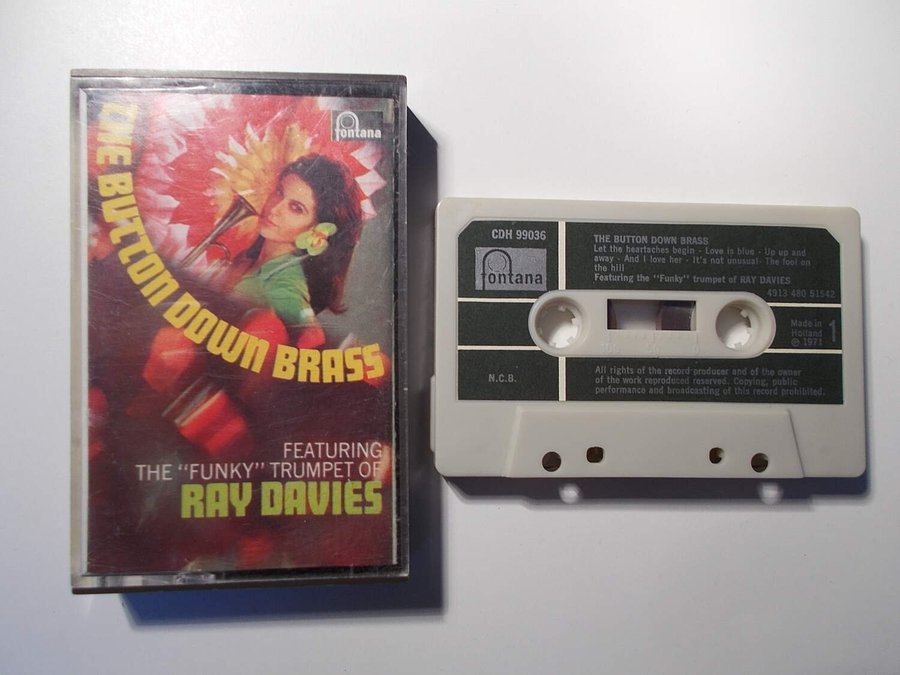 fontana
THE BUTTON DOWN BRASS
FEATURING
THE "FUNKY" TRUMPET OF
RAY DAVIES
CDH 99036
fontana
THE BUTTON DOWN BRASS
Let the heartaches begin - Love is blue - Up up and
away - And I love her - It's not unusual- The fool on
the hill
Featuring the "Funky" trumpet of RAY DAVIES
4913 480 51542
Made in
Holland
℗ 1971
1
N.C.B.
All rights of the record producer and of the owner
of the work reproduced reserved. Copying, public
performance and broadcasting of this record prohibited.